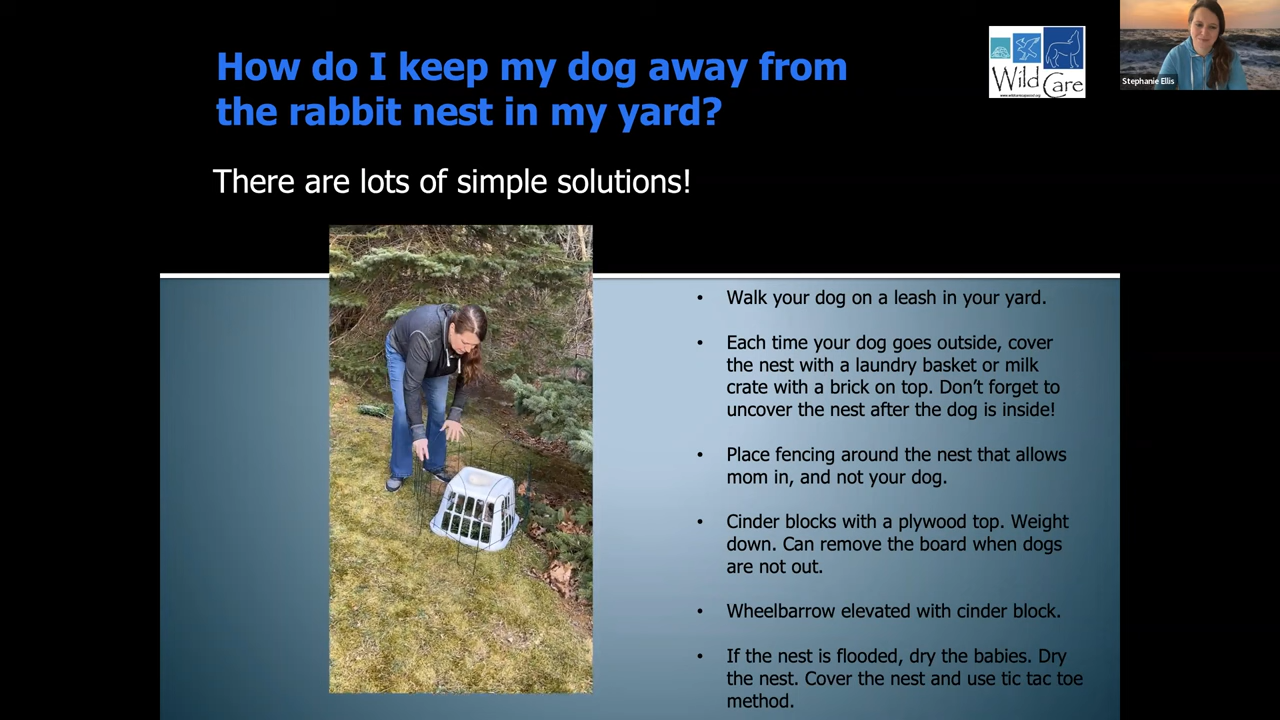 How do I keep my dog away from
the rabbit nest in my yard?
Wild Care
Stephanie Ellis
There are lots of simple solutions!
• Walk your dog on a leash in your yard.
• Each time your dog goes outside, cover
the nest with a laundry basket or milk
crate with a brick on top. Don’t forget to
uncover the nest after the dog is inside!
• Place fencing around the nest that allows
mom in, and not your dog.
• Cinder blocks with a plywood top. Weight
down. Can remove the board when dogs
are not out.
• Wheelbarrow elevated with cinder block.
• If the nest is flooded, dry the babies. Dry
the nest. Cover the nest and use tic tac toe
method.